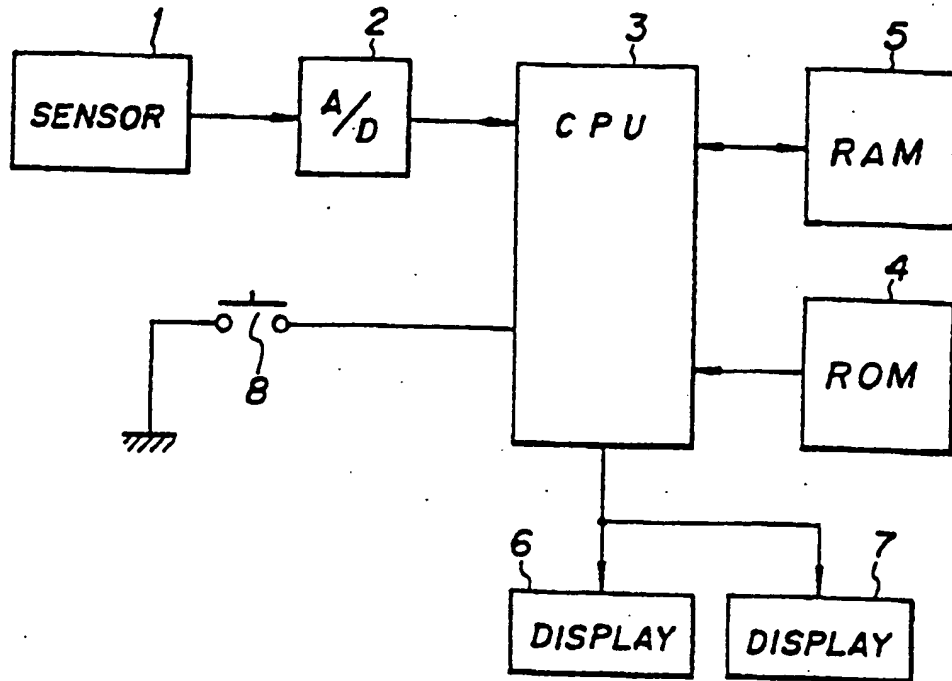 1
2
3
5
SENSOR
A/D
CPU
RAM
4
8
ROM
6
7
DISPLAY
DISPLAY